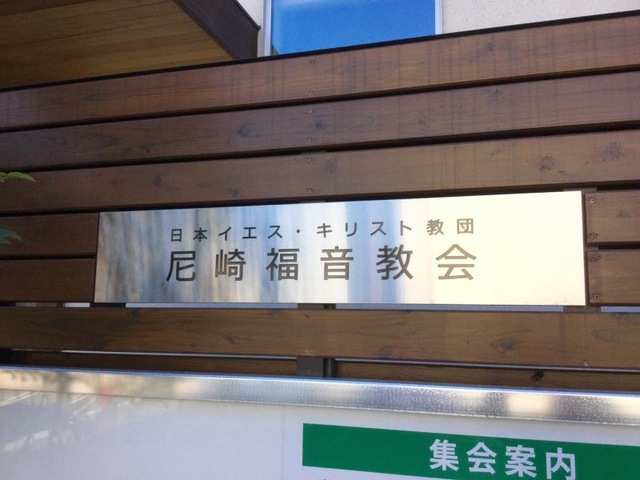 日本イエス・キリスト教団
尼崎福音教会
集会案内